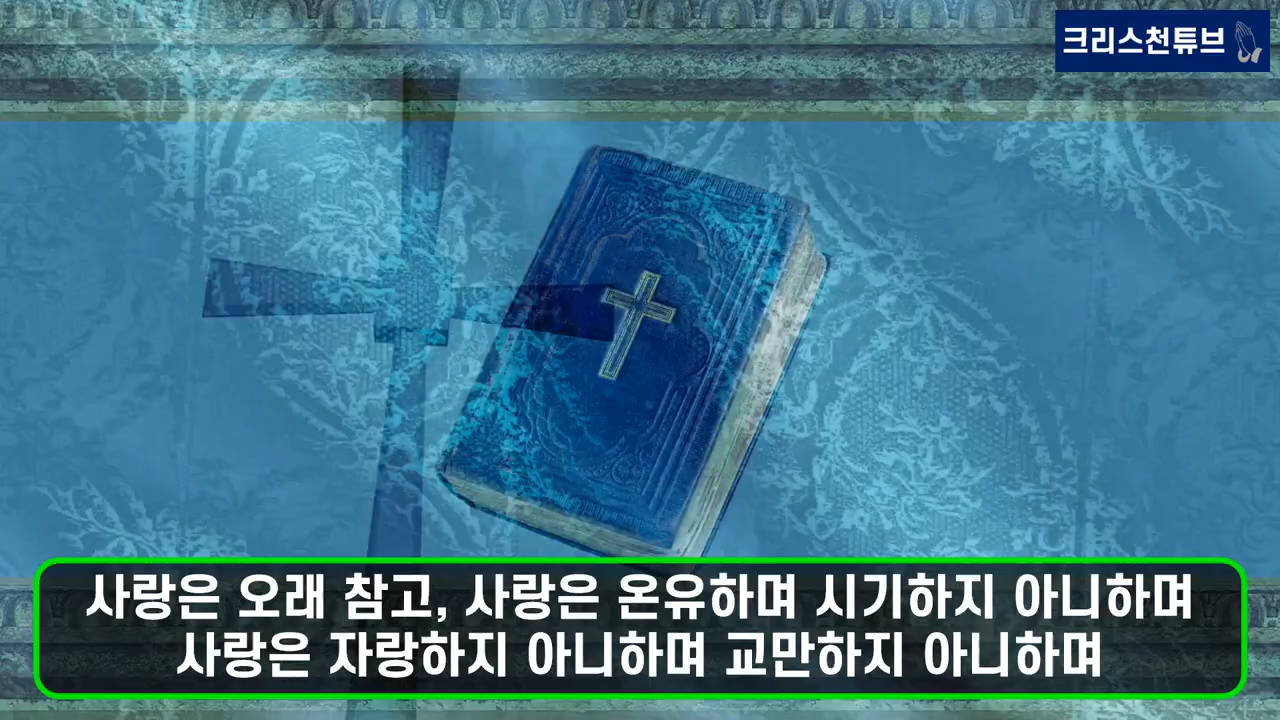 크리스천튜브
사랑은 오래 참고, 사랑은 온유하며 시기하지 아니하며
사랑은 자랑하지 아니하며 교만하지 아니하며